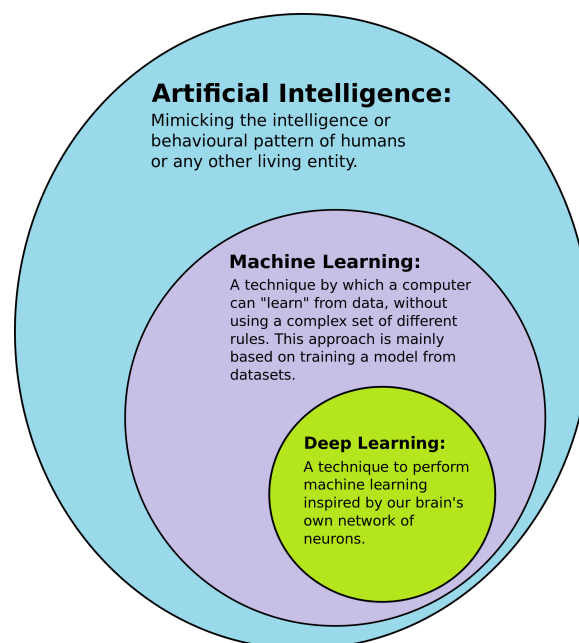 Artificial Intelligence:
Mimicking the intelligence or
behavioural pattern of humans
or any other living entity.
Machine Learning:
A technique by which a computer
can "learn" from data, without
using a complex set of different
rules. This approach is mainly
based on training a model from
datasets.
Deep Learning:
A technique to perform
machine learning
inspired by our brain's
own network of
neurons.